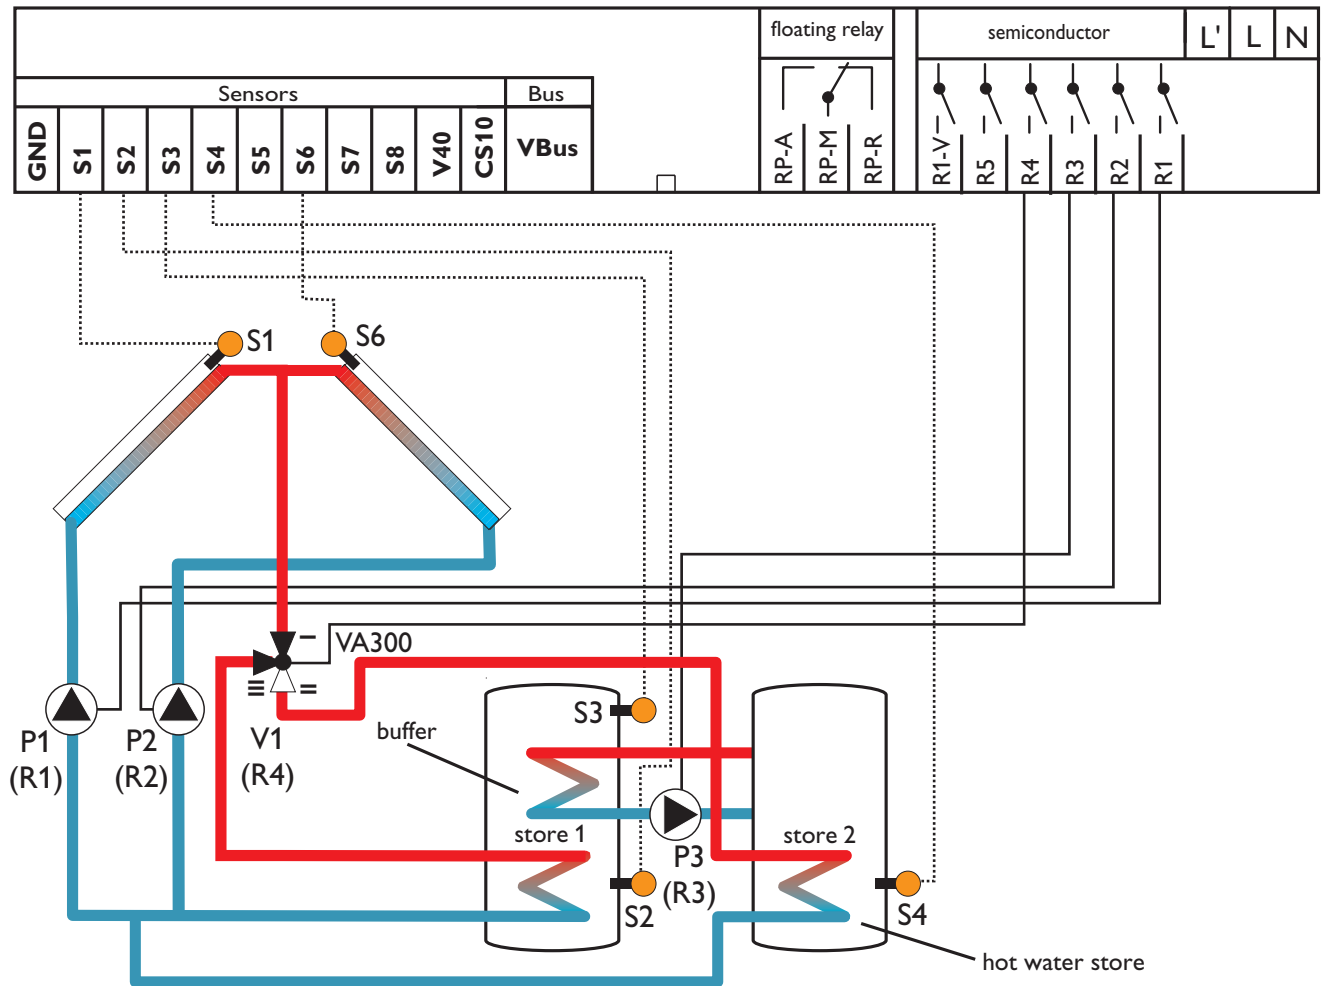 floating relay
semiconductor
L'
L
N
Sensors
Bus
GND
S1
S2
S3
S4
S5
S6
S7
S8
V40
CS10
VBus
RP-A
RP-M
RP-R
R1-V
R5
R4
R3
R2
R1
S1
S6
VA300
P1
(R1)
P2
(R2)
V1
(R4)
buffer
S3
store 1
store 2
P3
(R3)
S2
S4
hot water store